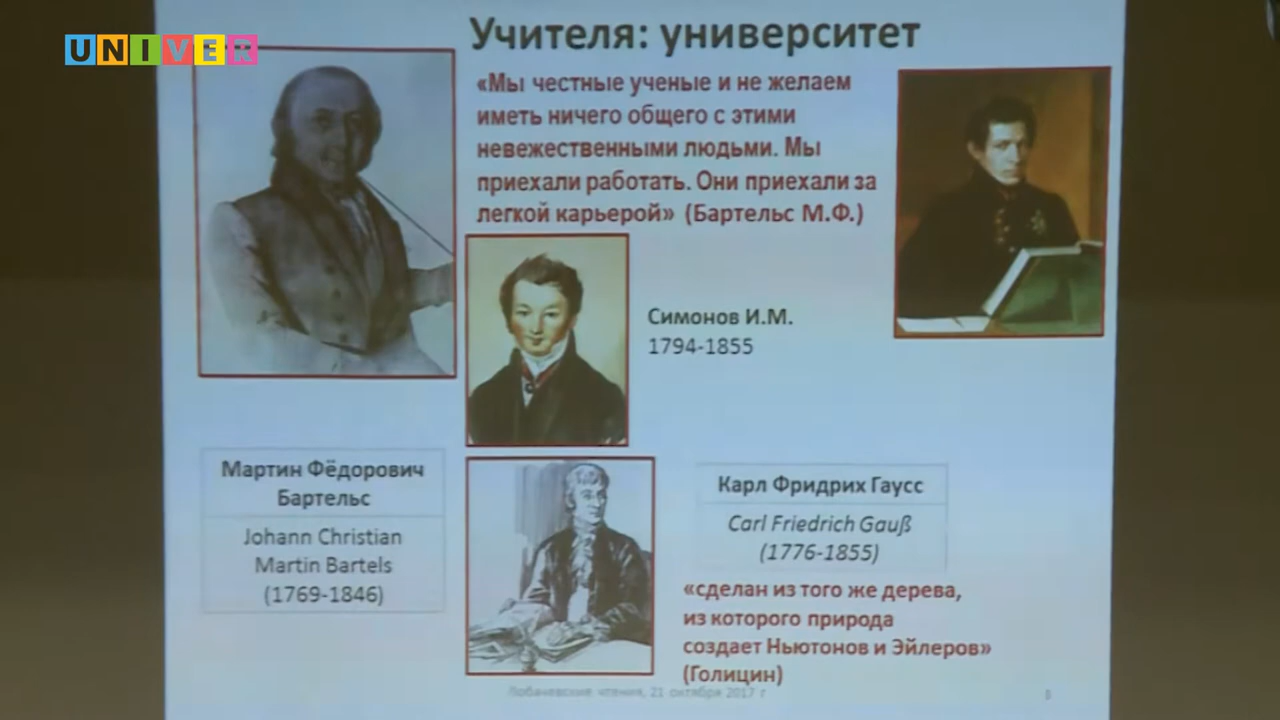 UNIVER
Учителя: университет
«Мы честные ученые и не желаем
иметь ничего общего с этими
невежественными людьми. Мы
приехали работать. Они приехали за
легкой карьерой» (Бартельс М.Ф.)
Симонов И.М.
1794-1855
Мартин Фёдорович
Бартельс
Johann Christian
Martin Bartels
(1769-1846)
Карл Фридрих Гаусс
Carl Friedrich Gauß
(1776-1855)
«сделан из того же дерева,
из которого природа
создает Ньютонов и Эйлеров»
(Голицин)
Лобачевские чтения, 21 октября 2017 г
8